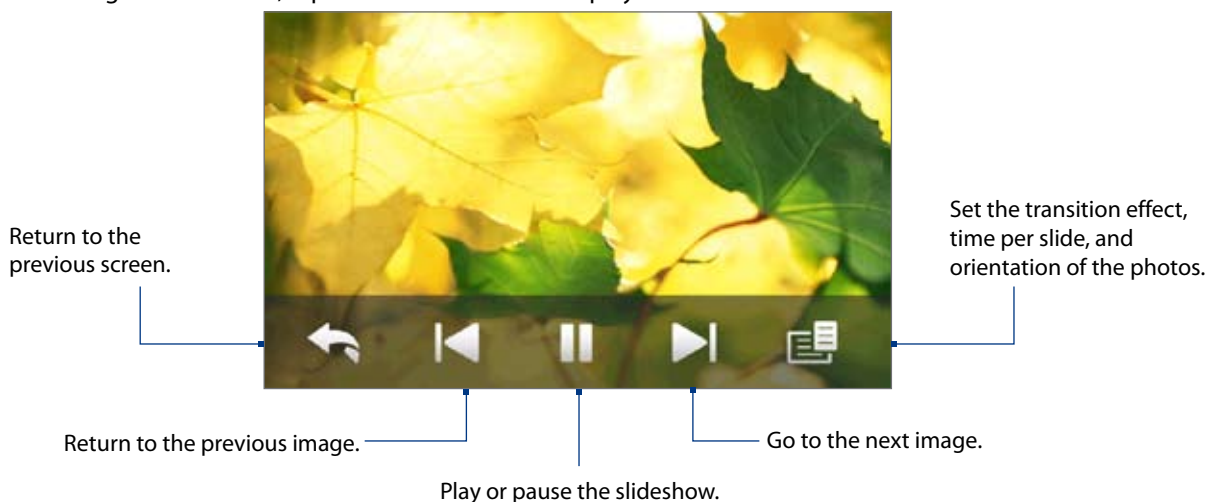 Return to the
previous screen.
Set the transition effect,
time per slide, and
orientation of the photos.
Return to the previous image.
Go to the next image.
Play or pause the slideshow.